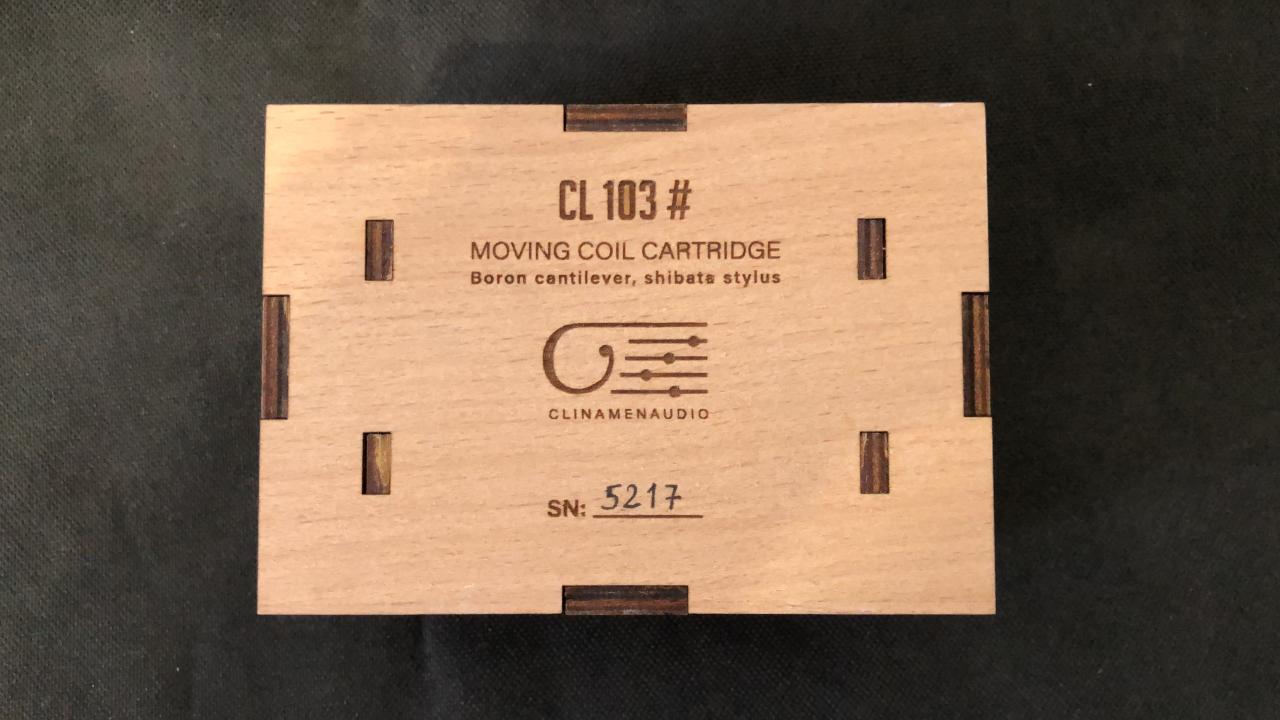 CL 103 #
MOVING COIL CARTRIDGE
Boron cantilever, shibata stylus
CLINAMENAUDIO
SN: 5217